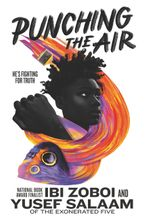 PUNCHING
THE AIR
HE'S FIGHTING
FOR TRUTH
NATIONAL BOOK
AWARD FINALIST
IBI ZOBOI AND
YUSEF SALAAM
OF THE EXONERATED FIVE